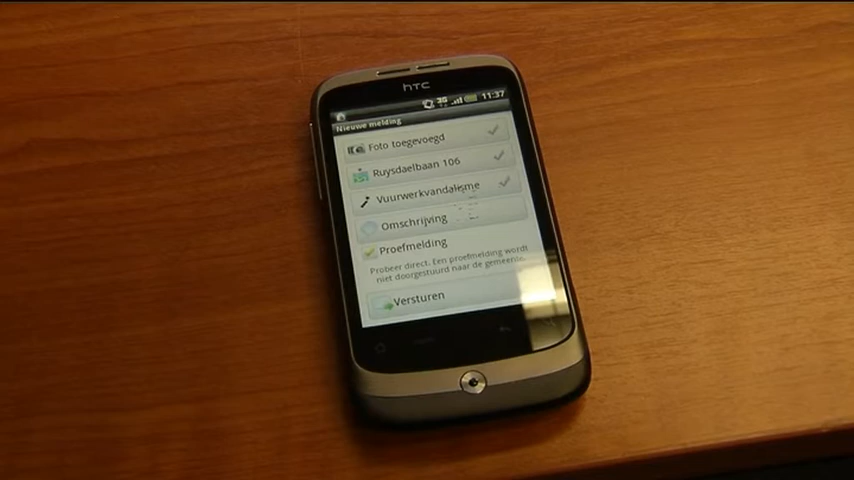 hTC
3G 11:37
Nieuwe melding
Foto toegevoegd
Ruysdaelbaan 106
Vuurwerkvandalisme
Omschrijving
Proefmelding
Probeer direct. Een proefmelding wordt
niet doorgestuurd naar de gemeente.
Versturen